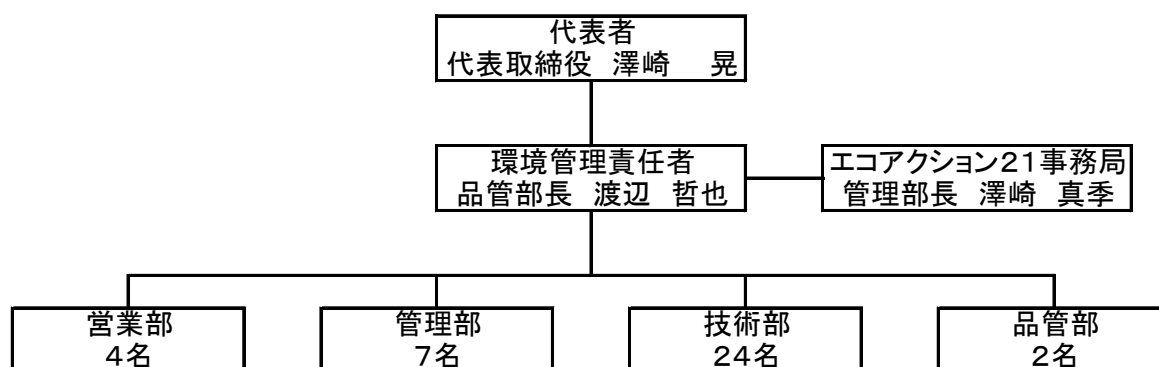 代表者
代表取締役 澤崎 晃
環境管理責任者
品管部長 渡辺 哲也
エコアクション21事務局
管理部長 澤崎 真季
営業部
4名
管理部
7名
技術部
24名
品管部
2名